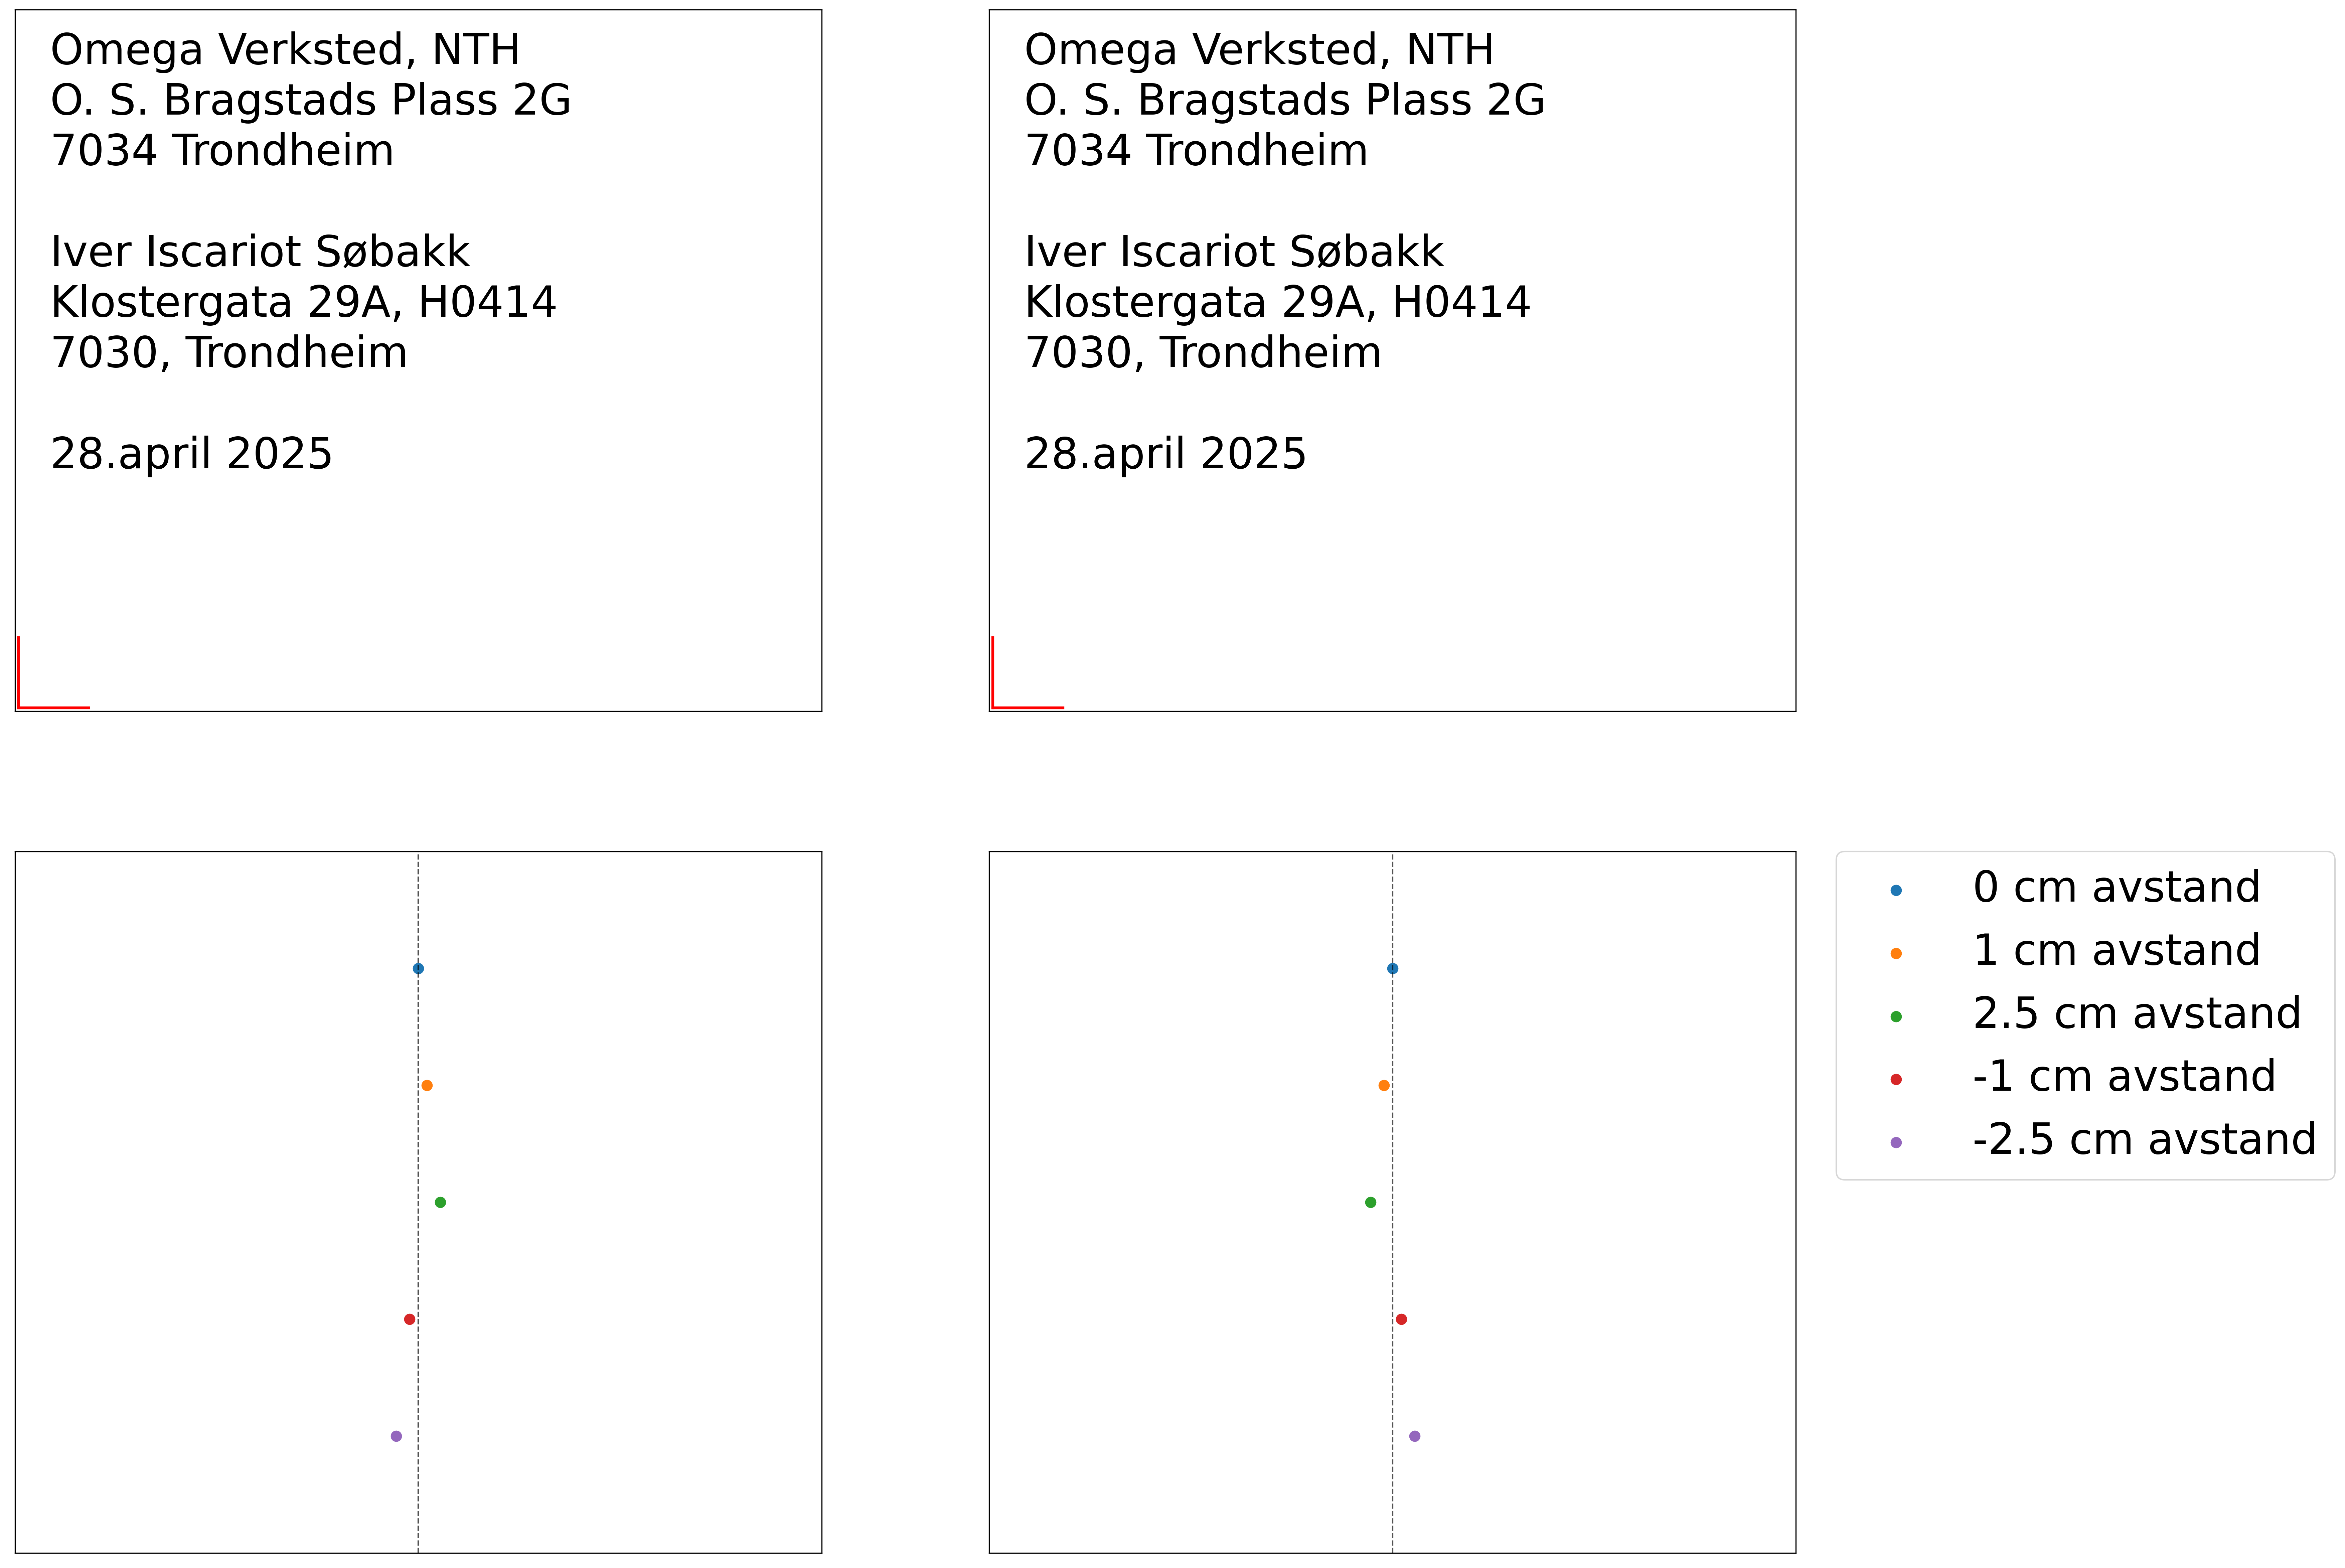 Omega Verksted, NTH
O. S. Bragstads Plass 2G
7034 Trondheim
Iver Iscariot Søbakk
Klostergata 29A, H0414
7030, Trondheim
28.april 2025
Omega Verksted, NTH
O. S. Bragstads Plass 2G
7034 Trondheim
Iver Iscariot Søbakk
Klostergata 29A, H0414
7030, Trondheim
28.april 2025
0 cm avstand
1 cm avstand
2.5 cm avstand
-1 cm avstand
-2.5 cm avstand